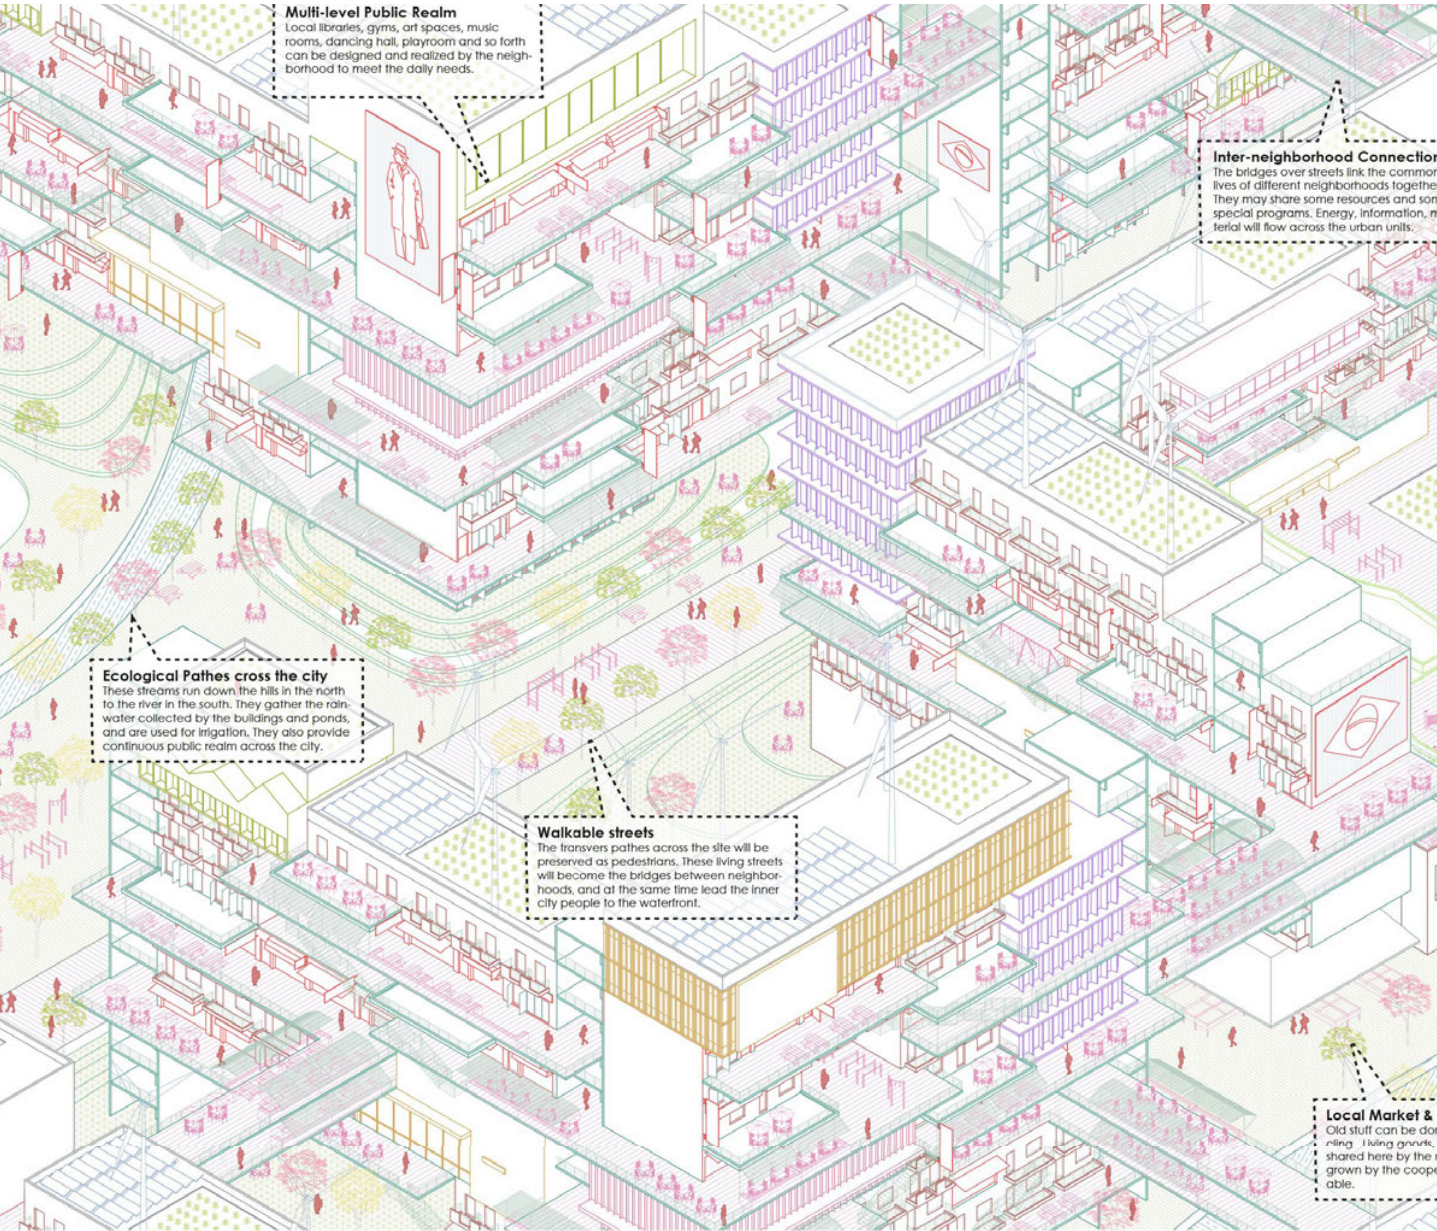 Multi-level Public Realm
Local libraries, gyms, art spaces, music
rooms, dancing hall, playroom and so forth
can be designed and realized by the neigh-
borhood to meet the daily needs.
Inter-neighborhood Connection
The bridges over streets link the common
lives of different neighborhoods togethe
They may share some resources and som
special programs. Energy, information, m
terial will flow across the urban units.
Ecological Pathes cross the city
These streams run down the hills in the north
to the river in the south. They gather the rain-
water collected by the buildings and ponds,
and are used for irrigation. They also provide
continuous public realm across the city.
Walkable streets
The transvers pathes across the site will be
preserved as pedestrians. These living streets
will become the bridges between neighbor-
hoods, and at the same time lead the inner
city people to the waterfront.
Local Market &
Old stuff can be don
cling. Living goods,
shared here by the
grown by the coope
able.